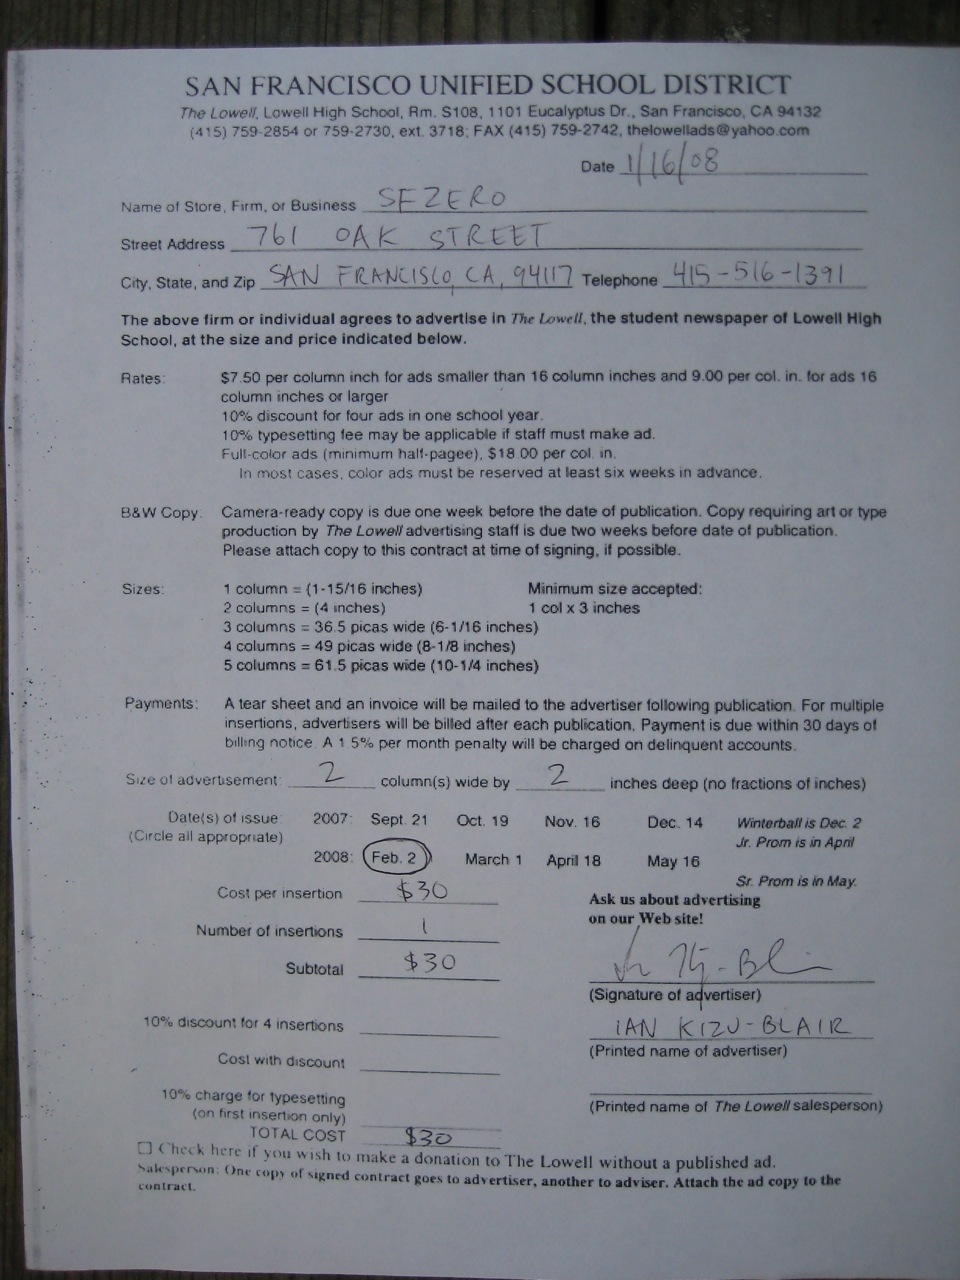 SAN FRANCISCO UNIFIED SCHOOL DISTRICT
The Lowell, Lowell High School, Rm. S108, 1101 Eucalyptus Dr., San Francisco, CA 94132
(415) 759-2854 or 759-2730, ext. 3718; FAX (415) 759-2742, thelowellads@yahoo.com
Date 1/16/08
Name of Store, Firm, or Business SFZERO
Street Address 761 OAK STREET
City, State, and Zip SAN FRANCISCO, CA, 94117 Telephone 415-516-1391
The above firm or individual agrees to advertise in The Lowell, the student newspaper of Lowell High
School, at the size and price indicated below.
Rates: $7.50 per column inch for ads smaller than 16 column inches and 9.00 per col. in. for ads 16
column inches or larger
10% discount for four ads in one school year.
10% typesetting fee may be applicable if staff must make ad.
Full-color ads (minimum half-pagee), $18.00 per col. in.
In most cases, color ads must be reserved at least six weeks in advance.
B&W Copy: Camera-ready copy is due one week before the date of publication. Copy requiring art or type
production by The Lowell advertising staff is due two weeks before date of publication.
Please attach copy to this contract at time of signing, if possible.
Sizes: 1 column = (1-15/16 inches) Minimum size accepted:
2 columns = (4 inches) 1 col x 3 inches
3 columns = 36.5 picas wide (6-1/16 inches)
4 columns = 49 picas wide (8-1/8 inches)
5 columns = 61.5 picas wide (10-1/4 inches)
Payments: A tear sheet and an invoice will be mailed to the advertiser following publication. For multiple
insertions, advertisers will be billed after each publication. Payment is due within 30 days of
billing notice. A 1.5% per month penalty will be charged on delinquent accounts.
Size of advertisement: 2 column(s) wide by 2 inches deep (no fractions of inches)
Date(s) of issue 2007: Sept. 21 Oct. 19 Nov. 16 Dec. 14 Winterball is Dec. 2
(Circle all appropriate) Jr. Prom is in April
2008: Feb. 2 March 1 April 18 May 16
Sr. Prom is in May.
Cost per insertion $30 Ask us about advertising
on our Web site!
Number of insertions 1
Subtotal $30
(Signature of advertiser)
10% discount for 4 insertions IAN KIZU-BLAIR
(Printed name of advertiser)
Cost with discount
10% charge for typesetting
(on first insertion only) (Printed name of The Lowell salesperson)
TOTAL COST $30
Check here if you wish to make a donation to The Lowell without a published ad.
Salesperson: One copy of signed contract goes to advertiser, another to adviser. Attach the ad copy to the
contract.